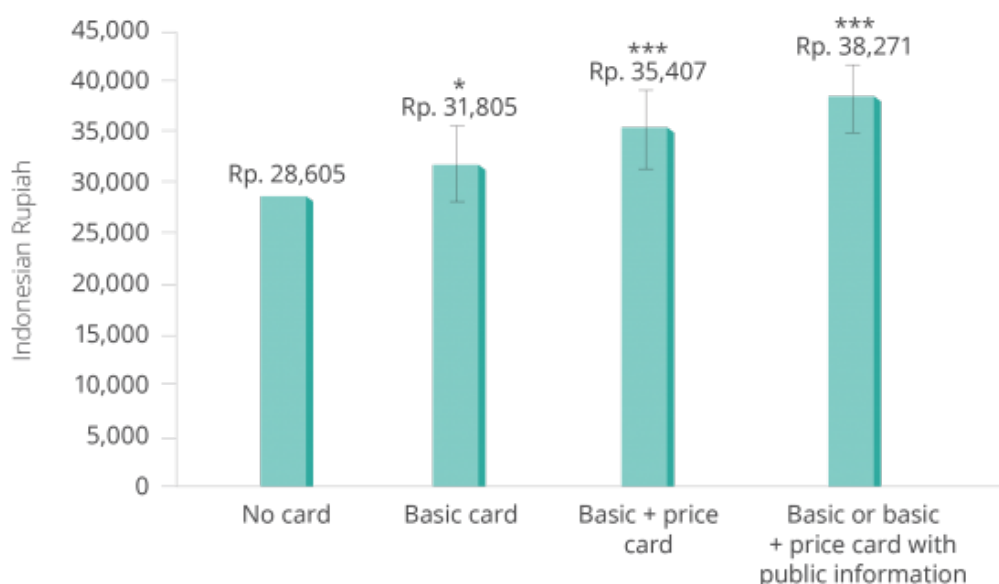 45,000
40,000
35,000
30,000
25,000
20,000
15,000
10,000
5,000
0
Indonesian Rupiah
Rp. 28,605
*
Rp. 31,805
***
Rp. 35,407
***
Rp. 38,271
No card
Basic card
Basic + price
card
Basic or basic
+ price card with
public information